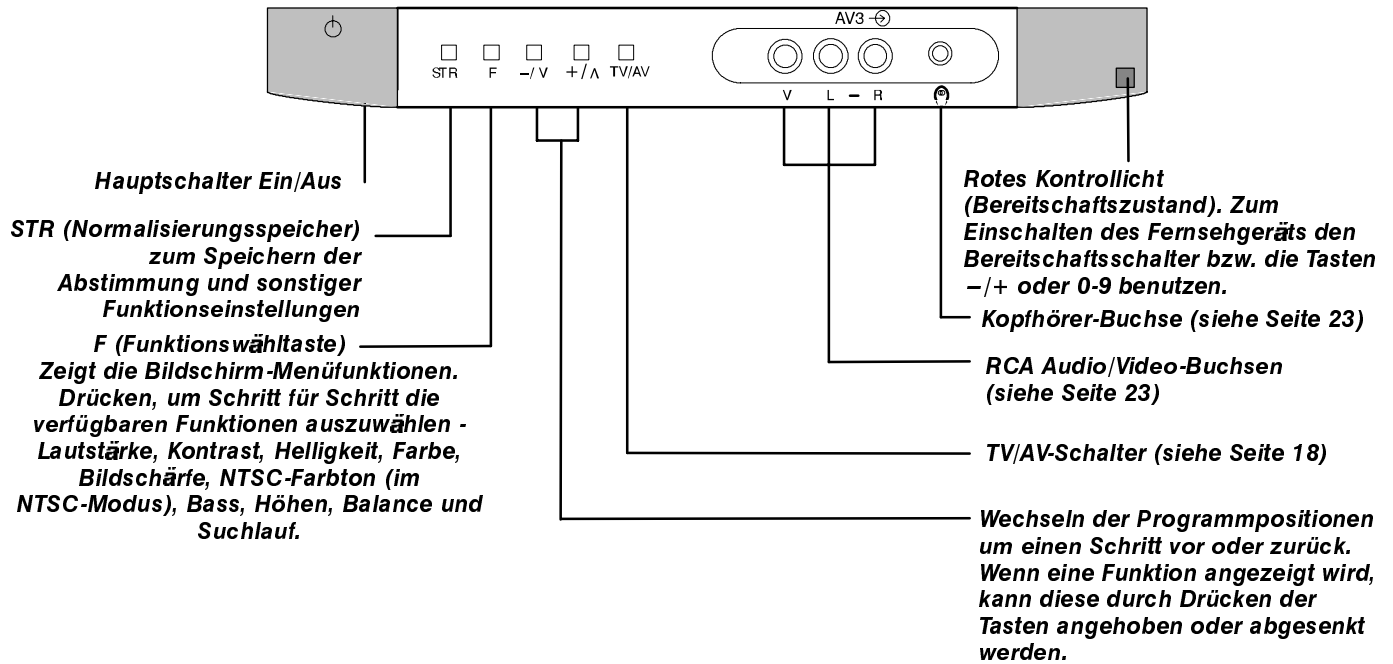 AV3
STR F –/∨ +/∧ TV/AV
V L – R
Hauptschalter Ein/Aus
STR (Normalisierungsspeicher)
zum Speichern der
Abstimmung und sonstiger
Funktionseinstellungen
F (Funktionswähltaste)
Zeigt die Bildschirm-Menüfunktionen.
Drücken, um Schritt für Schritt die
verfügbaren Funktionen auszuwählen -
Lautstärke, Kontrast, Helligkeit, Farbe,
Bildschärfe, NTSC-Farbton (im
NTSC-Modus), Bass, Höhen, Balance und
Suchlauf.
Rotes Kontrollicht
(Bereitschaftszustand). Zum
Einschalten des Fernsehgeräts den
Bereitschaftsschalter bzw. die Tasten
–/+ oder 0-9 benutzen.
Kopfhörer-Buchse (siehe Seite 23)
RCA Audio/Video-Buchsen
(siehe Seite 23)
TV/AV-Schalter (siehe Seite 18)
Wechseln der Programmpositionen
um einen Schritt vor oder zurück.
Wenn eine Funktion angezeigt wird,
kann diese durch Drücken der
Tasten angehoben oder abgesenkt
werden.